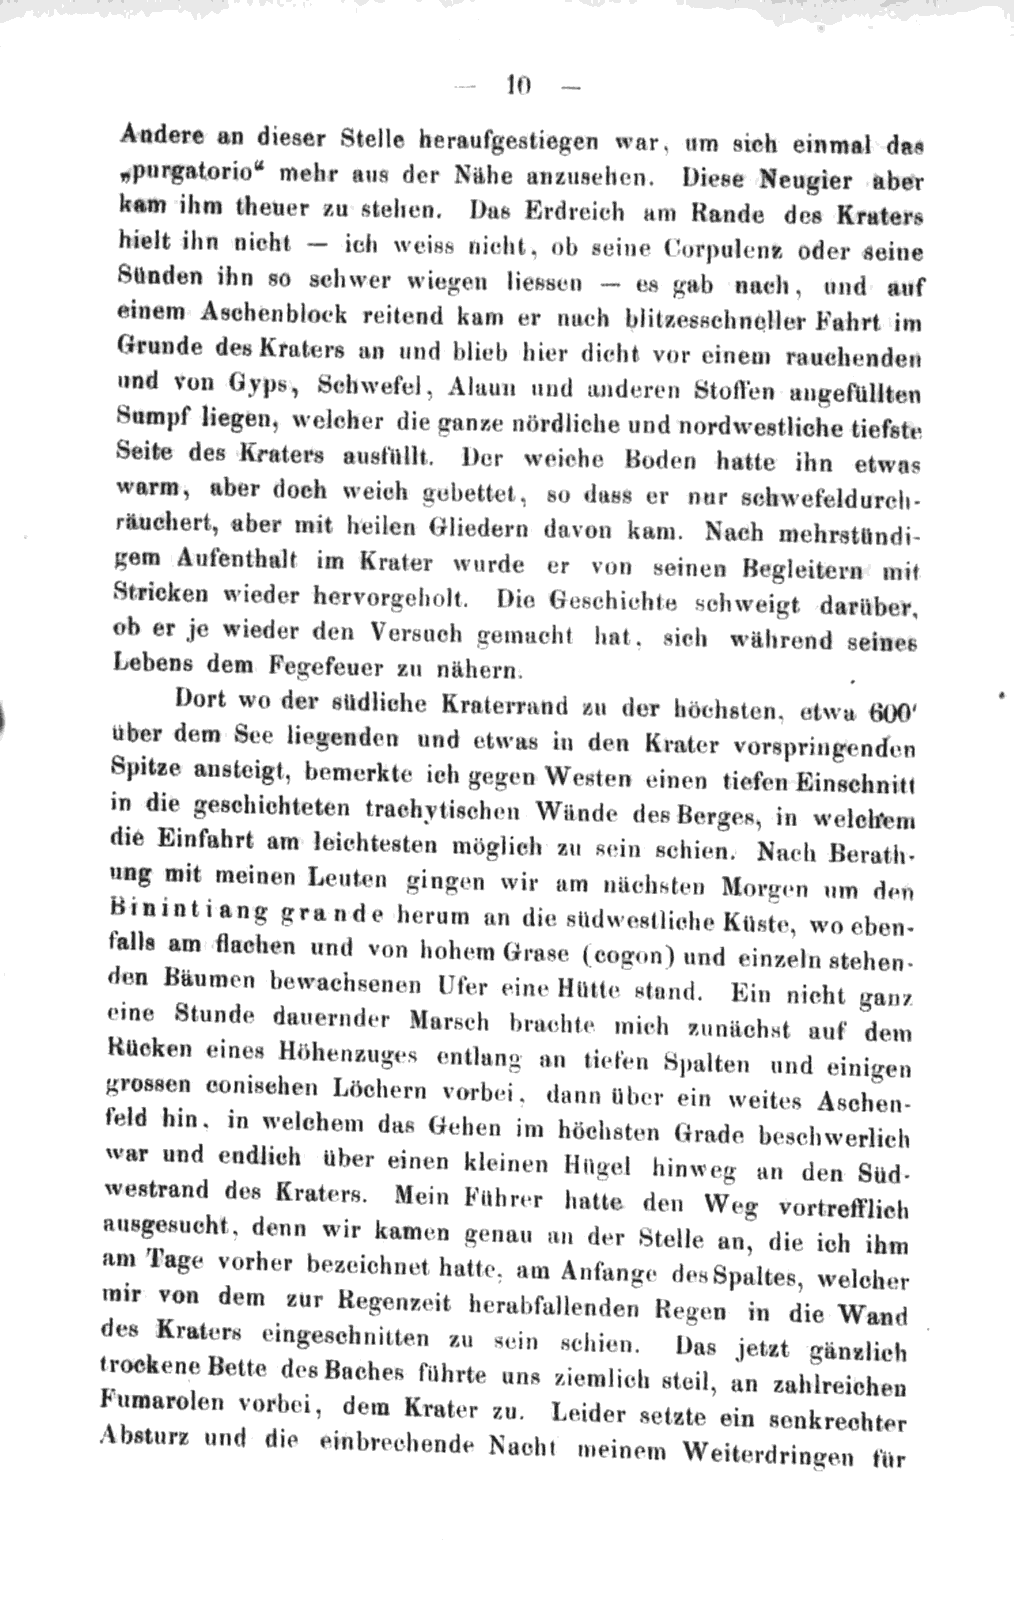 — 10 —
Andere an dieser Stelle heraufgestiegen war, um sich einmal das
„purgatorio“ mehr aus der Nähe anzusehen. Diese Neugier aber
kam ihm theuer zu stehen. Das Erdreich am Rande des Kraters
hielt ihn nicht — ich weiss nicht, ob seine Corpulenz oder seine
Sünden ihn so schwer wiegen liessen — es gab nach, und auf
einem Aschenblock reitend kam er nach blitzesschneller Fahrt im
Grunde des Kraters an und blieb hier dicht vor einem rauchenden
und von Gyps, Schwefel, Alaun und anderen Stoffen angefüllten
Sumpf liegen, welcher die ganze nördliche und nordwestliche tiefste
Seite des Kraters ausfüllt. Der weiche Boden hatte ihn etwas
warm, aber doch weich gebettet, so dass er nur schwefeldurch-
räuchert, aber mit heilen Gliedern davon kam. Nach mehrstündi-
gem Aufenthalt im Krater wurde er von seinen Begleitern mit
Stricken wieder hervorgeholt. Die Geschichte schweigt darüber,
ob er je wieder den Versuch gemacht hat, sich während seines
Lebens dem Fegefeuer zu nähern.
Dort wo der südliche Kraterrand zu der höchsten, etwa 600'
über dem See liegenden und etwas in den Krater vorspringenden
Spitze ansteigt, bemerkte ich gegen Westen einen tiefen Einschnitt
in die geschichteten trachytischen Wände des Berges, in welchem
die Einfahrt am leichtesten möglich zu sein schien. Nach Berath-
ung mit meinen Leuten gingen wir am nächsten Morgen um den
Binintiang grande herum an die südwestliche Küste, wo eben-
falls am flachen und von hohem Grase (cogon) und einzeln stehen-
den Bäumen bewachsenen Ufer eine Hütte stand. Ein nicht ganz
eine Stunde dauernder Marsch brachte mich zunächst auf dem
Rücken eines Höhenzuges entlang an tiefen Spalten und einigen
grossen conischen Löchern vorbei, dann über ein weites Aschen-
feld hin, in welchem das Gehen im höchsten Grade beschwerlich
war und endlich über einen kleinen Hügel hinweg an den Süd-
westrand des Kraters. Mein Führer hatte den Weg vortrefflich
ausgesucht, denn wir kamen genau an der Stelle an, die ich ihm
am Tage vorher bezeichnet hatte, am Anfange des Spaltes, welcher
mir von dem zur Regenzeit herabfallenden Regen in die Wand
des Kraters eingeschnitten zu sein schien. Das jetzt gänzlich
trockene Bette des Baches führte uns ziemlich steil, an zahlreichen
Fumarolen vorbei, dem Krater zu. Leider setzte ein senkrechter
Absturz und die einbrechende Nacht meinem Weiterdringen für